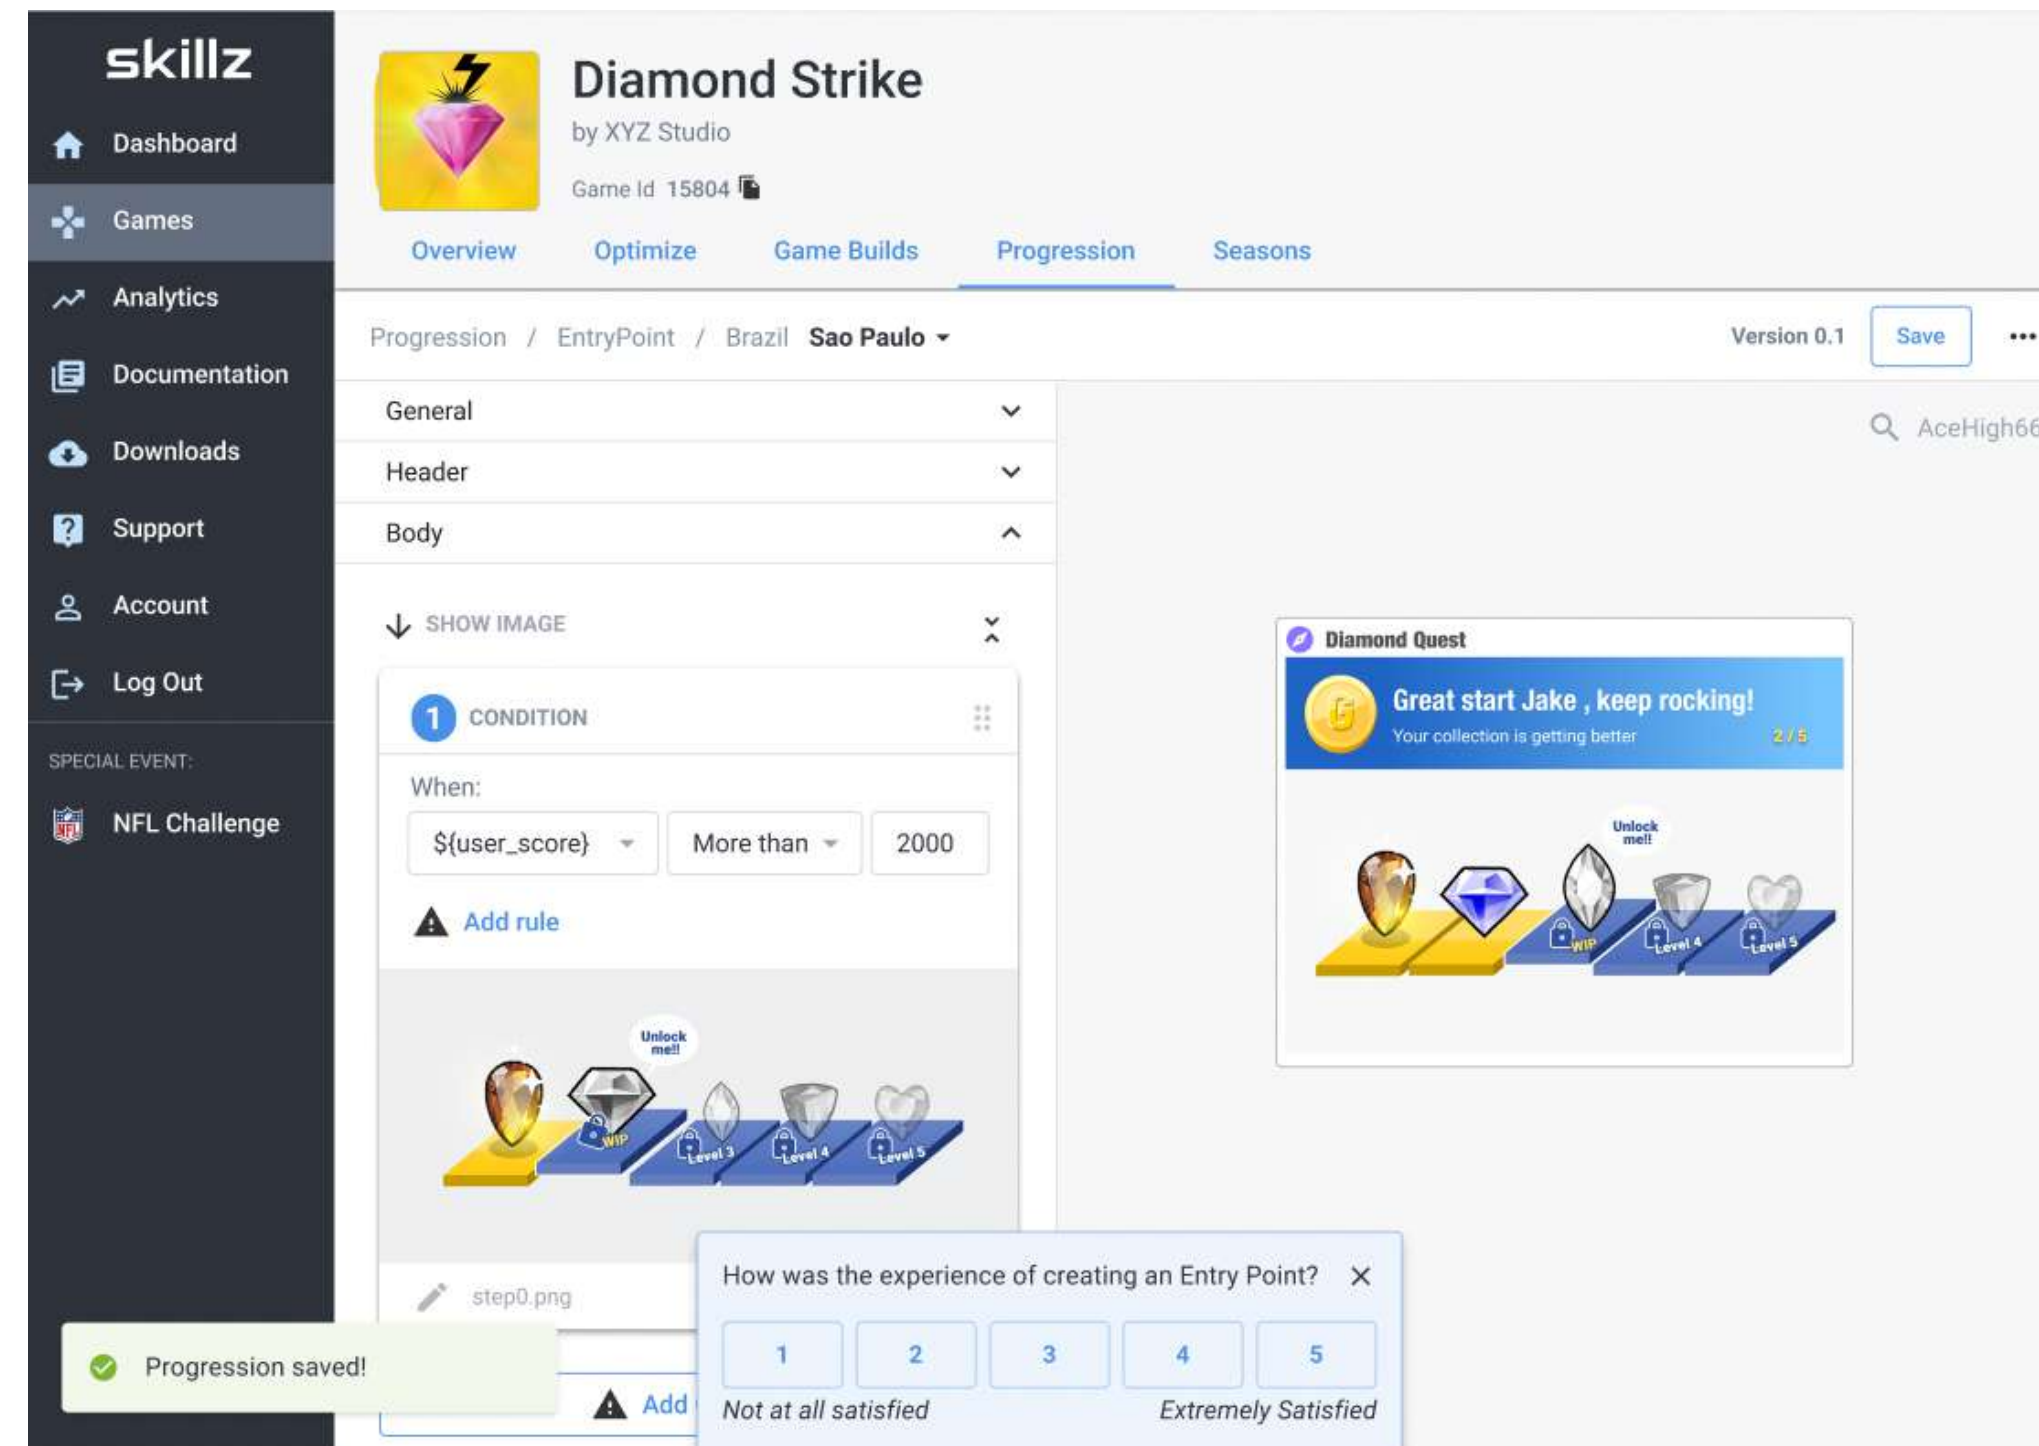 skillz
Dashboard
Games
Analytics
Documentation
Downloads
Support
Account
Log Out
SPECIAL EVENT:
NFL
NFL Challenge
Diamond Strike
by XYZ Studio
Game Id 15804
Overview Optimize Game Builds Progression Seasons
Progression / EntryPoint / Brazil Sao Paulo
Version 0.1 Save
General
Header
Body
SHOW IMAGE
1 CONDITION
When:
${user_score} More than 2000
Add rule
Unlock
me!!
WIP Level 3 Level 4 Level 5
step0.png
Add
Progression saved!
AceHigh66
Diamond Quest
G
Great start Jake , keep rocking!
Your collection is getting better 2 / 5
Unlock
me!!
WIP Level 4 Level 5
How was the experience of creating an Entry Point?
1 2 3 4 5
Not at all satisfied Extremely Satisfied